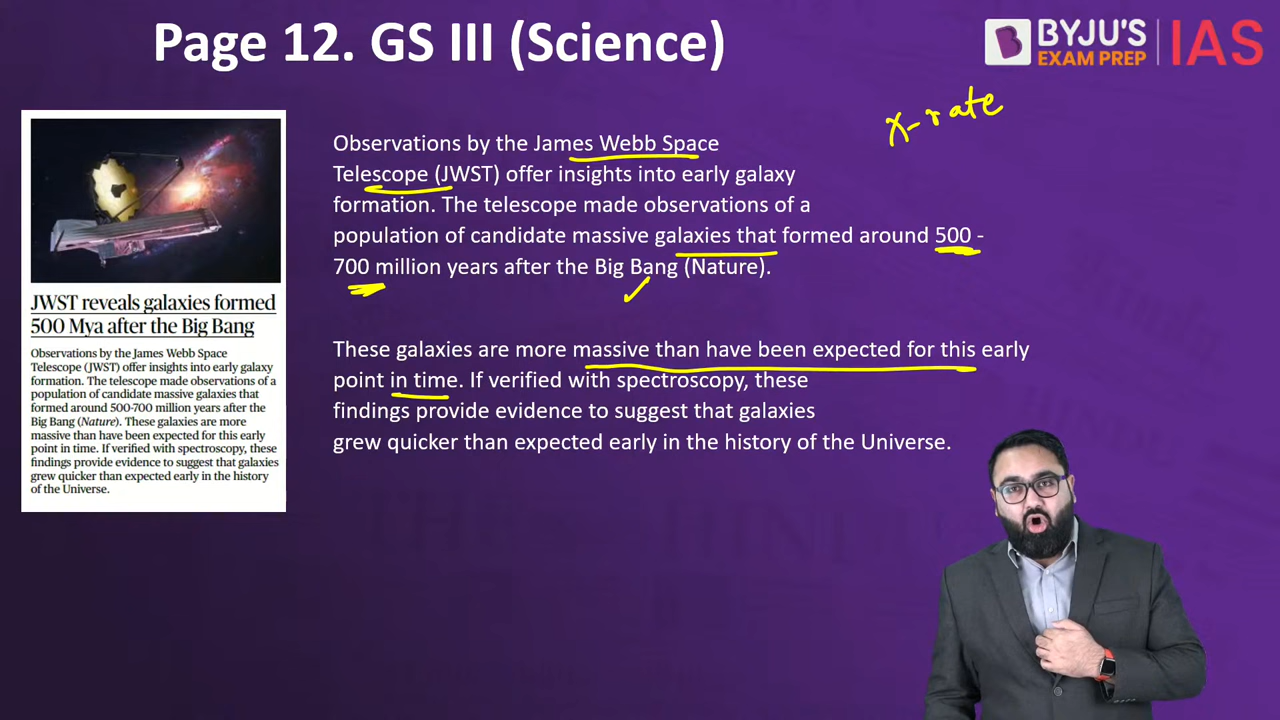 Page 12. GS III (Science)
BYJU'S
EXAM PREP
IAS
x-rate
Observations by the James Webb Space
Telescope (JWST) offer insights into early galaxy
formation. The telescope made observations of a
population of candidate massive galaxies that formed around 500 -
700 million years after the Big Bang (Nature).
These galaxies are more massive than have been expected for this early
point in time. If verified with spectroscopy, these
findings provide evidence to suggest that galaxies
grew quicker than expected early in the history of the Universe.
JWST reveals galaxies formed
500 Mya after the Big Bang
Observations by the James Webb Space
Telescope (JWST) offer insights into early galaxy
formation. The telescope made observations of a
population of candidate massive galaxies that
formed around 500-700 million years after the
Big Bang (Nature). These galaxies are more
massive than have been expected for this early
point in time. If verified with spectroscopy, these
findings provide evidence to suggest that galaxies
grew quicker than expected early in the history
of the Universe.